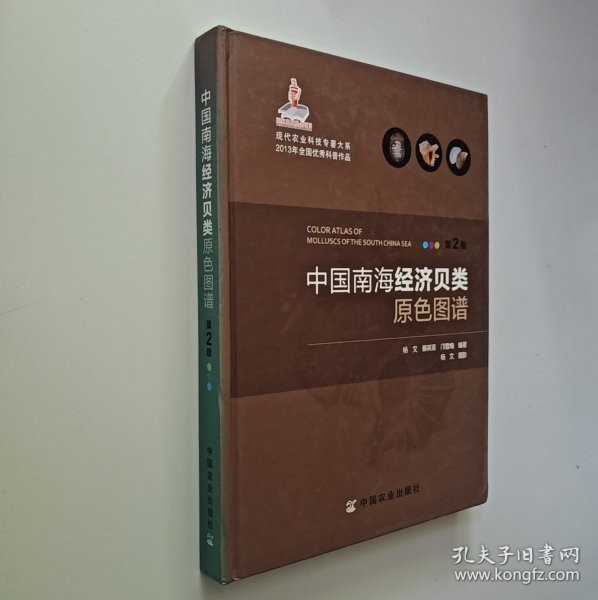 中国南海经济贝类原色图谱 第2版
中国农业出版社
现代农业科技专著大系
2013年全国优秀科普作品
COLOR ATLAS OF
MOLLUSCS OF THE SOUTH CHINA SEA
第2版
中国南海经济贝类
原色图谱
杨文 蔡英亚 邝雪梅 编著
杨文 摄影
中国农业出版社
孔夫子旧书网
www.kongfz.com